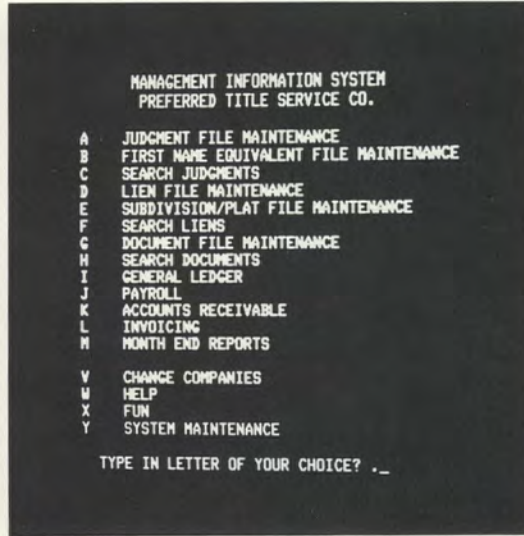 MANAGEMENT INFORMATION SYSTEM
PREFERRED TITLE SERVICE CO.
A JUDGMENT FILE MAINTENANCE
B FIRST NAME EQUIVALENT FILE MAINTENANCE
C SEARCH JUDGMENTS
D LIEN FILE MAINTENANCE
E SUBDIVISION/PLAT FILE MAINTENANCE
F SEARCH LIENS
G DOCUMENT FILE MAINTENANCE
H SEARCH DOCUMENTS
I GENERAL LEDGER
J PAYROLL
K ACCOUNTS RECEIVABLE
L INVOICING
M MONTH END REPORTS
V CHANGE COMPANIES
W HELP
X FUN
Y SYSTEM MAINTENANCE
TYPE IN LETTER OF YOUR CHOICE? ._